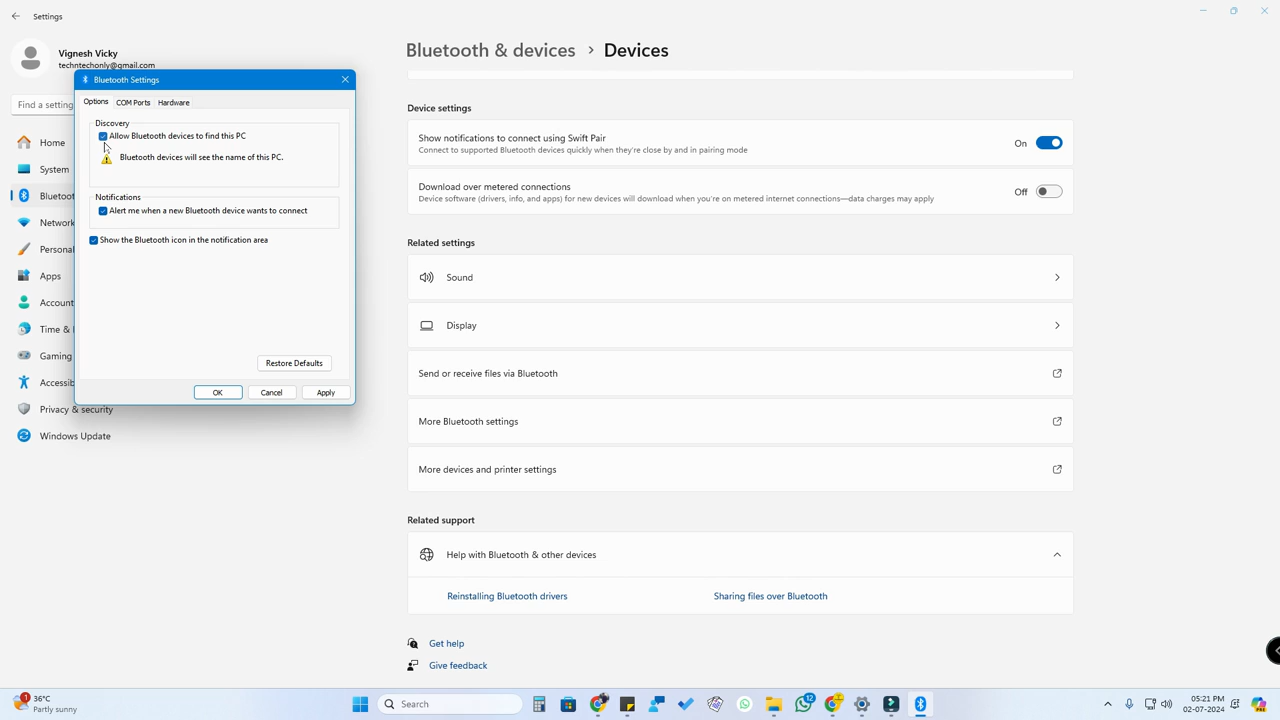 Settings
Vignesh Vicky
techntechonly@gmail.com
Bluetooth Settings
Options
COM Ports
Hardware
Discovery
Allow Bluetooth devices to find this PC
Bluetooth devices will see the name of this PC.
Notifications
Alert me when a new Bluetooth device wants to connect
Show the Bluetooth icon in the notification area
Restore Defaults
OK
Cancel
Apply
Find a setting
Home
System
Bluetoot
Network
Personal
Apps
Account
Time &
Gaming
Accessib
Privacy & security
Windows Update
Bluetooth & devices › Devices
Device settings
Show notifications to connect using Swift Pair
Connect to supported Bluetooth devices quickly when they're close by and in pairing mode
On
Download over metered connections
Device software (drivers, info, and apps) for new devices will download when you're on metered internet connections—data charges may apply
Off
Related settings
Sound
Display
Send or receive files via Bluetooth
More Bluetooth settings
More devices and printer settings
Related support
Help with Bluetooth & other devices
Reinstalling Bluetooth drivers
Sharing files over Bluetooth
Get help
Give feedback
1
36°C
Partly sunny
Search
12
05:21 PM
02-07-2024